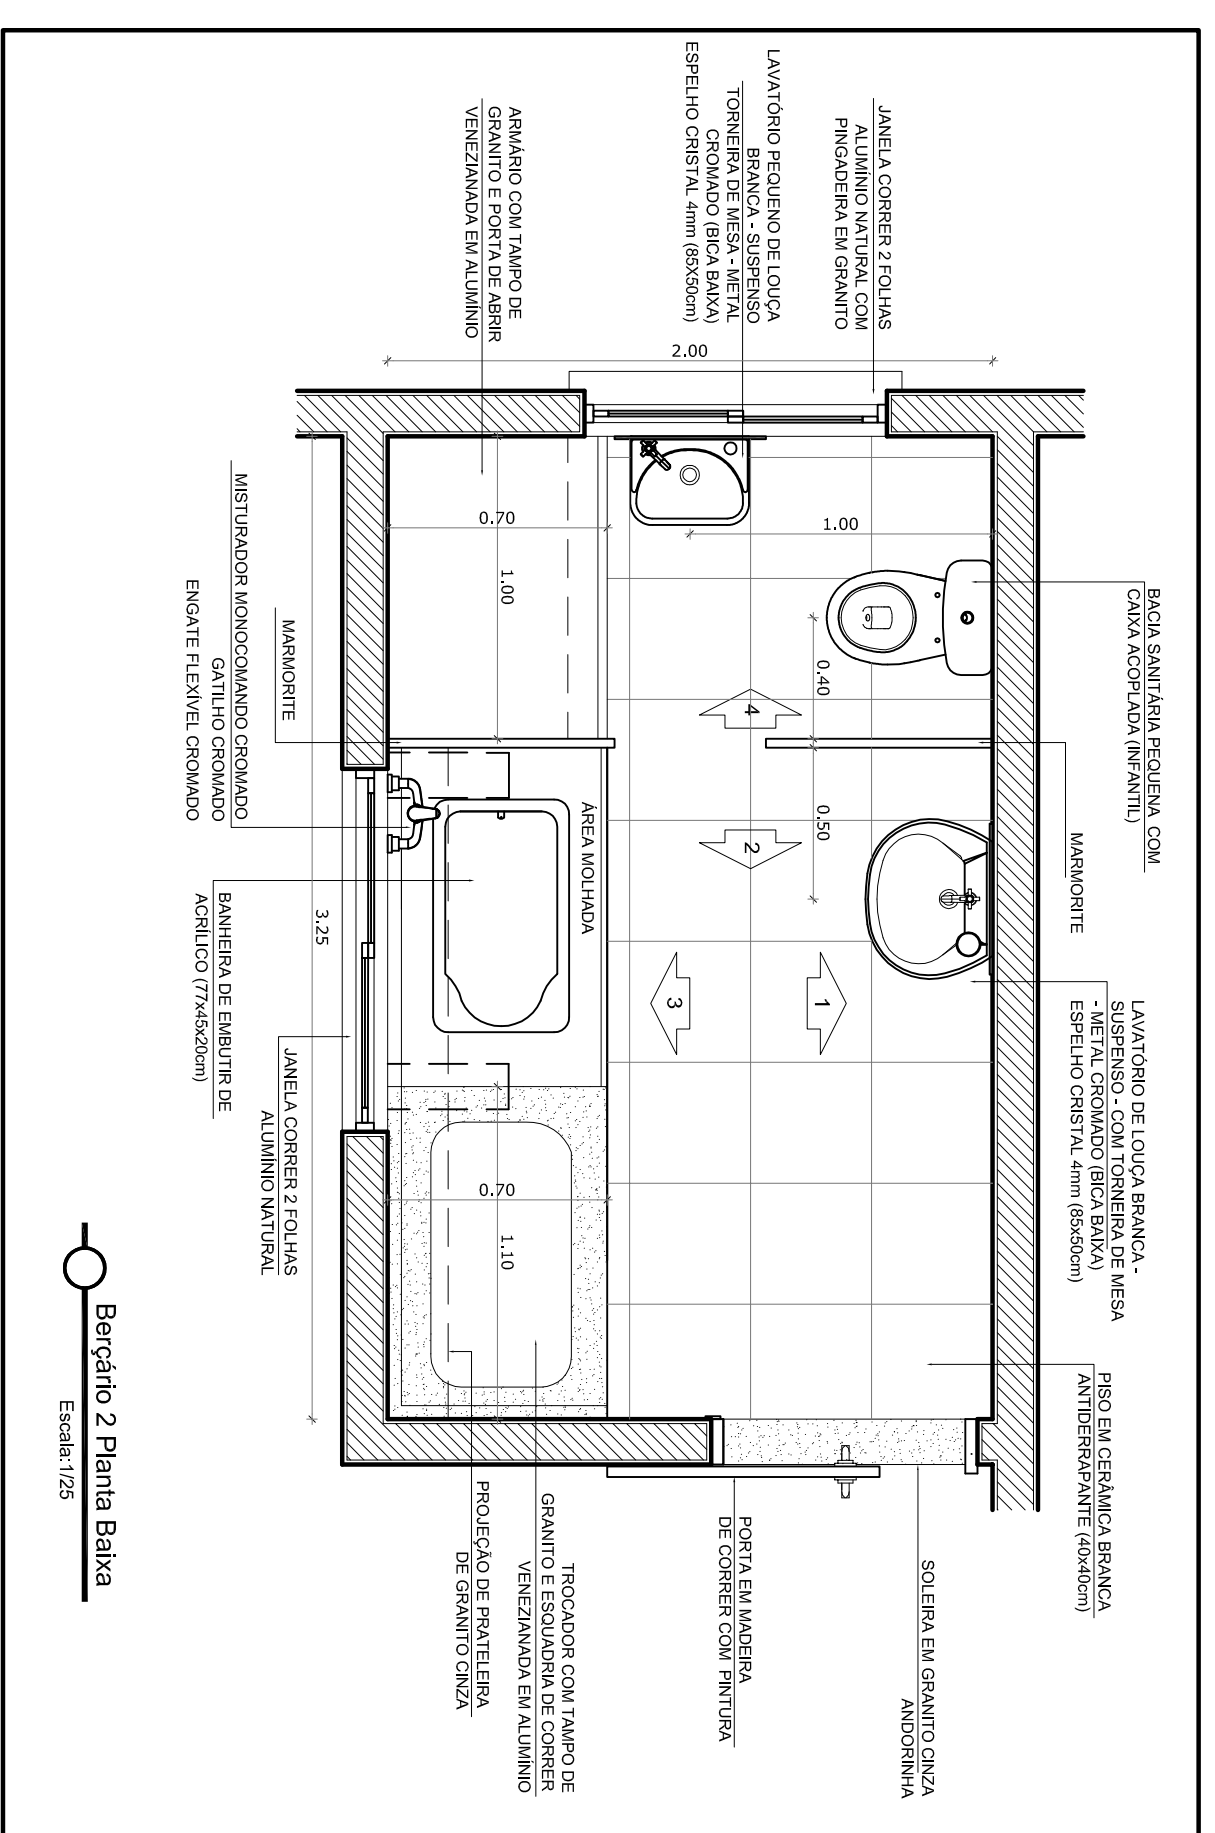 BACIA SANITÁRIA PEQUENA COM
CAIXA ACOPLADA (INFANTIL)
MARMORITE
LAVATÓRIO DE LOUÇA BRANCA -
SUSPENSO - COM TORNEIRA DE MESA
- METAL CROMADO (BICA BAIXA)
ESPELHO CRISTAL 4mm (85x50cm)
PISO EM CERÂMICA BRANCA
ANTIDERRAPANTE (40x40cm)
JANELA CORRER 2 FOLHAS
ALUMÍNIO NATURAL COM
PINGADEIRA EM GRANITO
LAVATÓRIO PEQUENO DE LOUÇA
BRANCA - SUSPENSO
TORNEIRA DE MESA - METAL
CROMADO (BICA BAIXA)
ESPELHO CRISTAL 4mm (85X50cm)
ARMÁRIO COM TAMPO DE
GRANITO E PORTA DE ABRIR
VENEZIANADA EM ALUMÍNIO
2.00
1.00
0.40
0.50
4
2
1
3
0.70
1.00
ÁREA MOLHADA
0.70
1.10
3.25
SOLEIRA EM GRANITO CINZA
ANDORINHA
PORTA EM MADEIRA
DE CORRER COM PINTURA
TROCADOR COM TAMPO DE
GRANITO E ESQUADRIA DE CORRER
VENEZIANADA EM ALUMÍNIO
PROJEÇÃO DE PRATELEIRA
DE GRANITO CINZA
MARMORITE
MISTURADOR MONOCOMANDO CROMADO
GATILHO CROMADO
ENGATE FLEXÍVEL CROMADO
BANHEIRA DE EMBUTIR DE
ACRÍLICO (77x45x20cm)
JANELA CORRER 2 FOLHAS
ALUMÍNIO NATURAL
Berçário 2 Planta Baixa
Escala:1/25